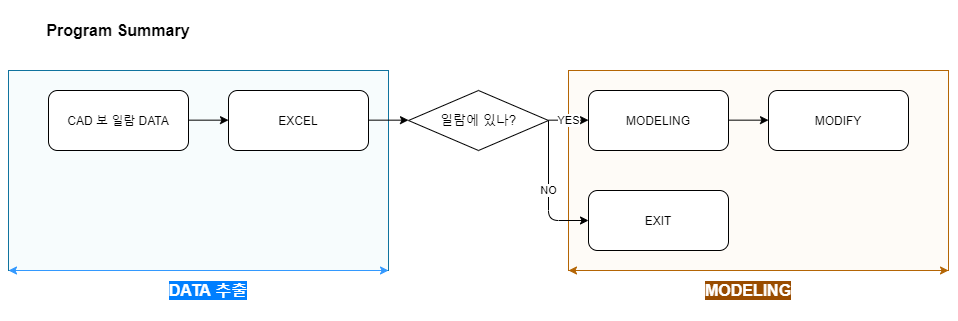 Program Summary
CAD 보 일람 DATA
EXCEL
일람에 있나?
YES
MODELING
MODIFY
NO
EXIT
DATA 추출
MODELING